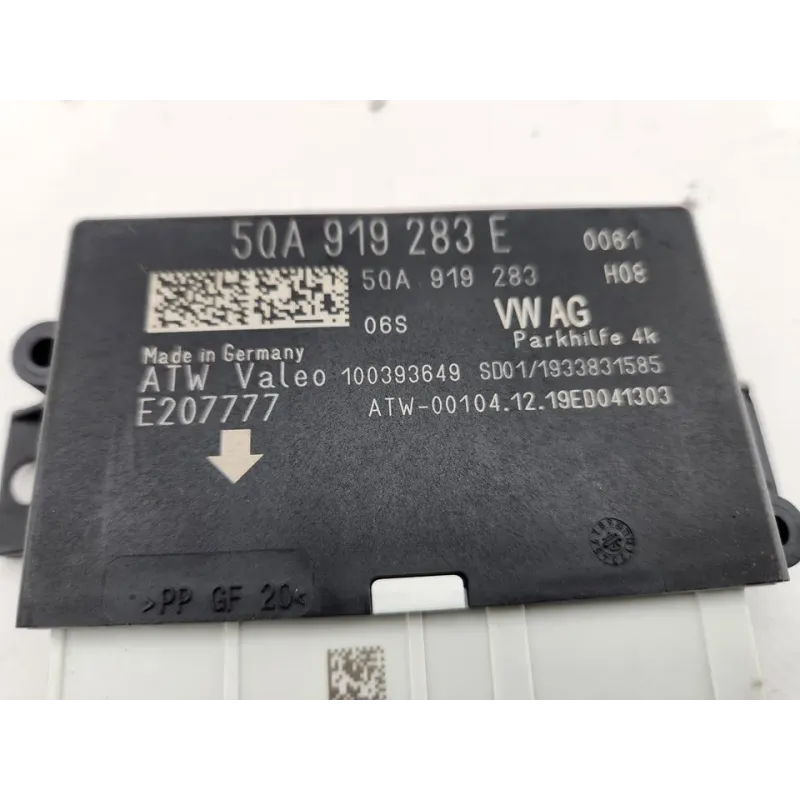 5QA 919 283 E 0061
5QA 919 283 H08
06S VW AG
Parkhilfe 4k
Made in Germany
ATW Valeo 100393649 SD01/1933831585
E207777 ATW-00104.12.19ED041303
>PP GF 20<